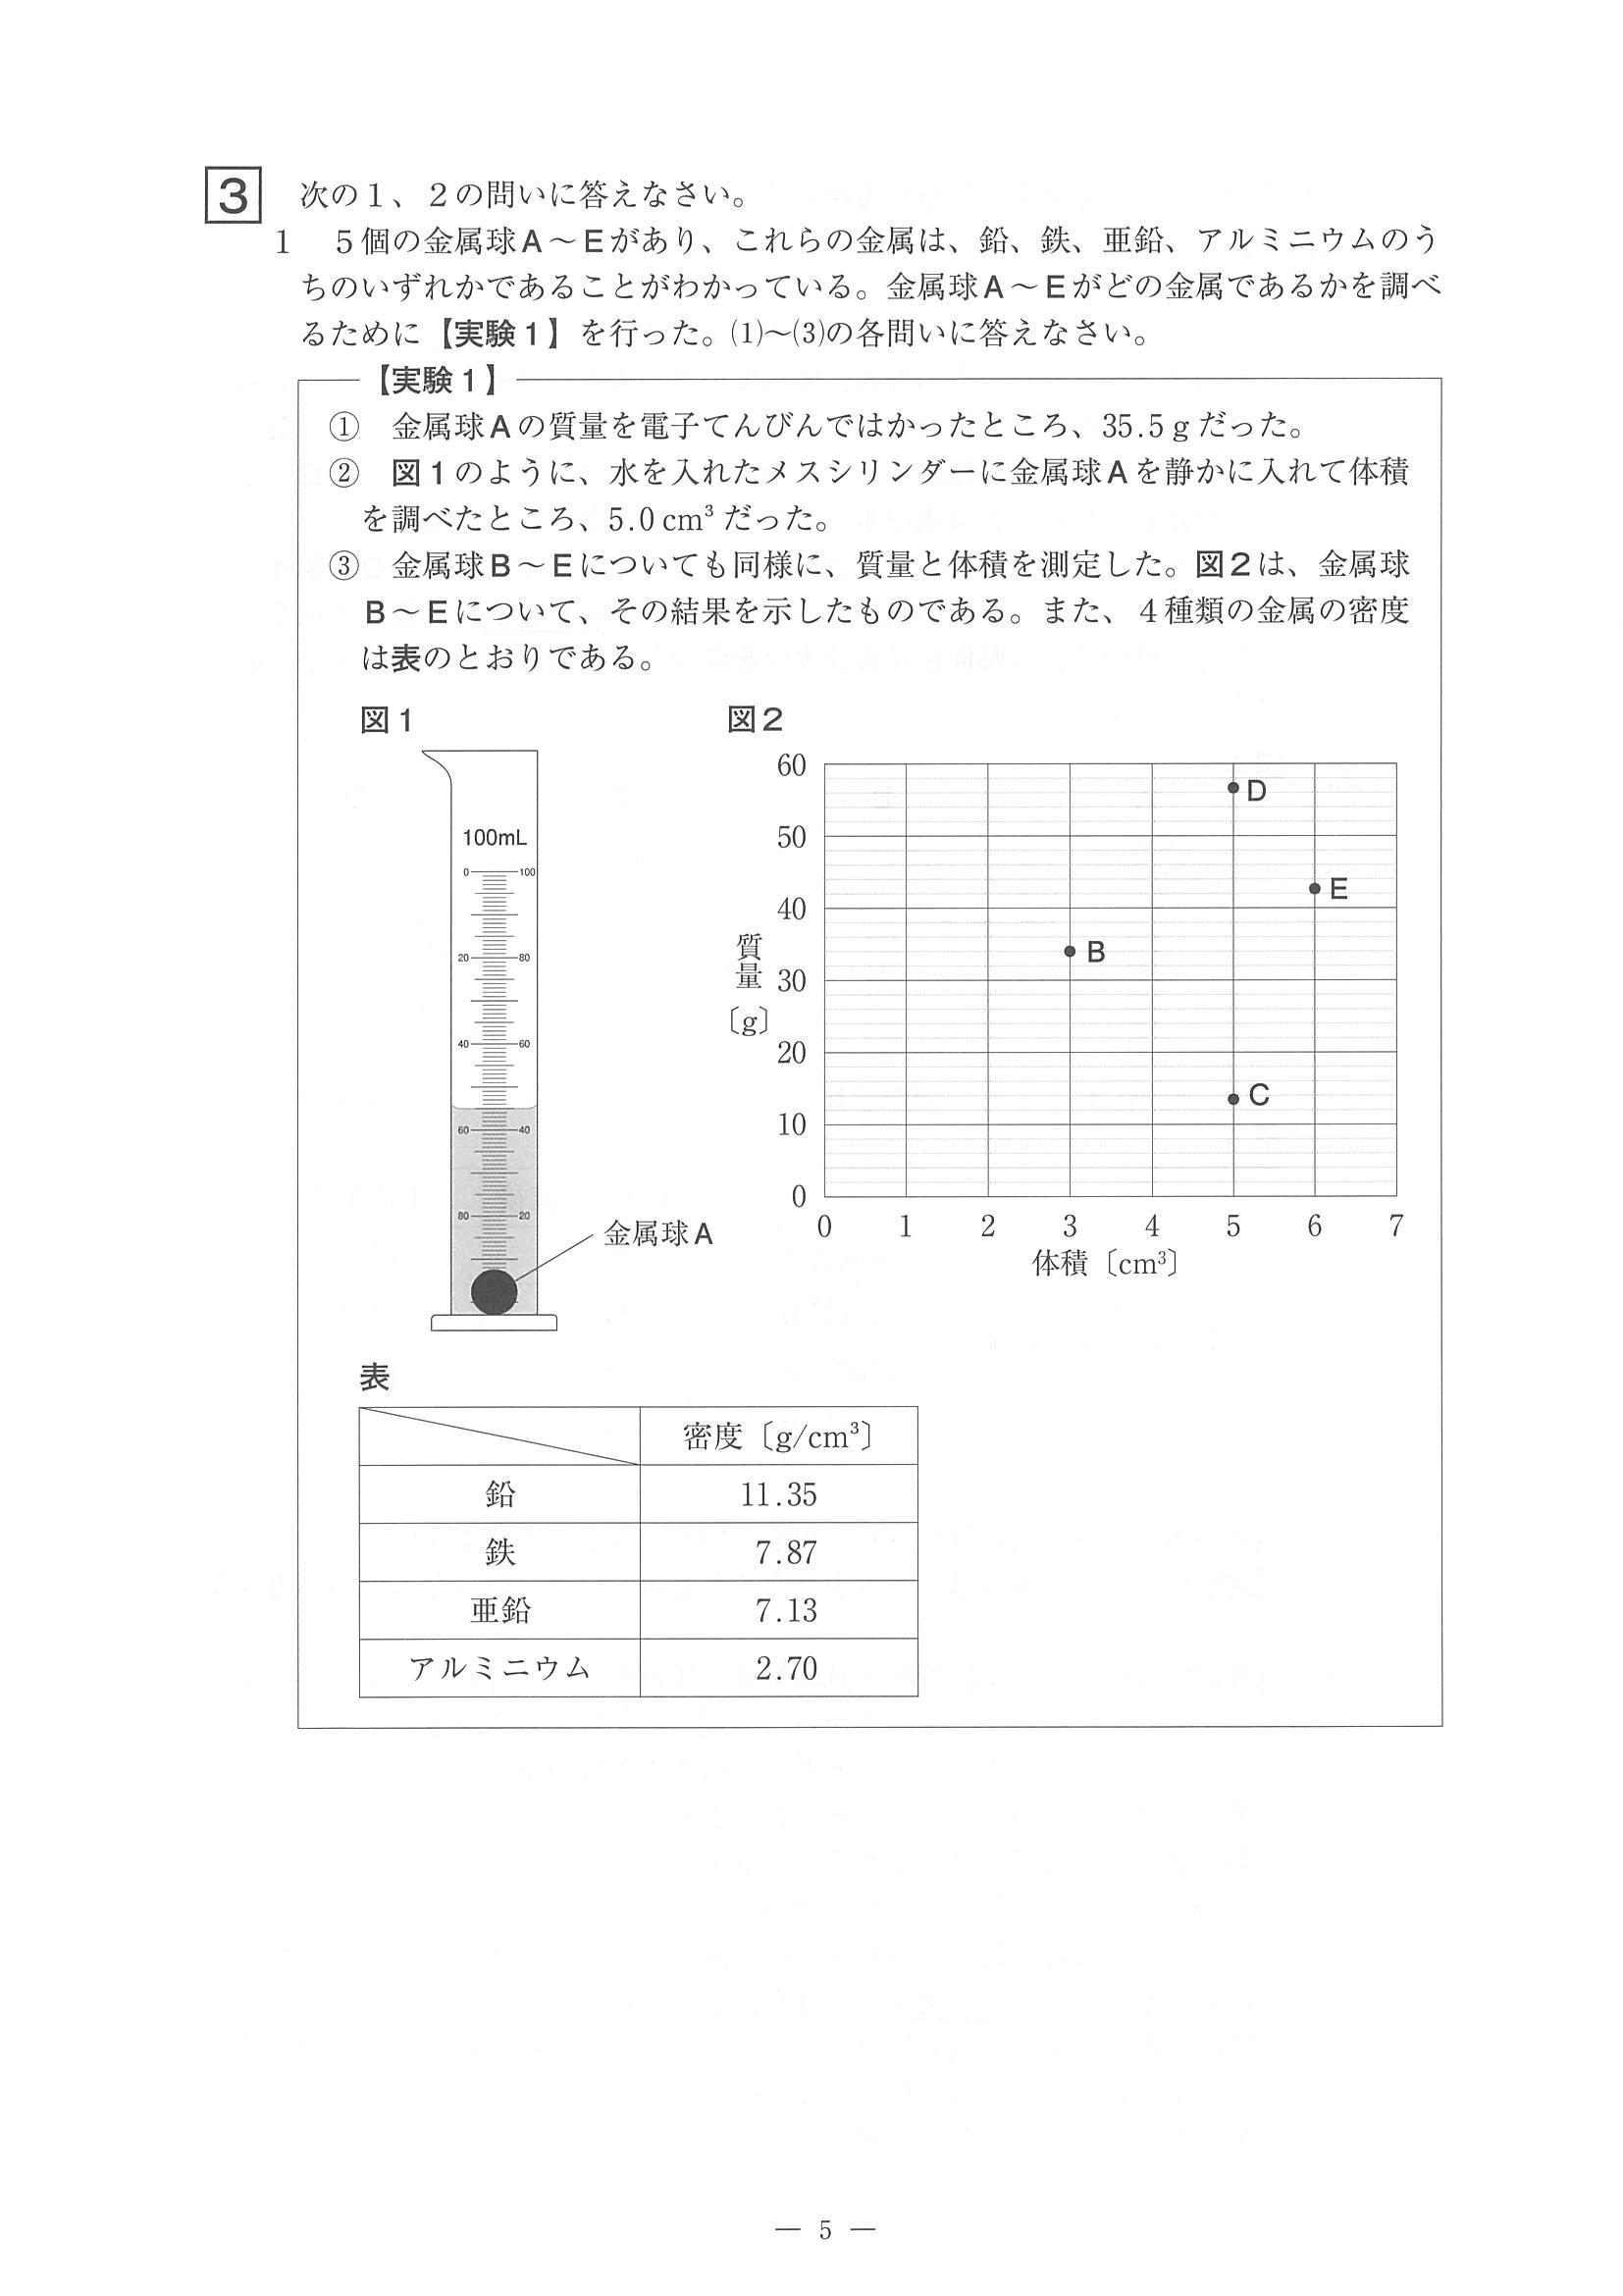 3 次の１、２の問いに答えなさい。
１ ５個の金属球A～Eがあり、これらの金属は、鉛、鉄、亜鉛、アルミニウムのう
ちのいずれかであることがわかっている。金属球A～Eがどの金属であるかを調べ
るために【実験１】を行った。⑴～⑶の各問いに答えなさい。
【実験１】
① 金属球Aの質量を電子てんびんではかったところ、35.5gだった。
② 図１のように、水を入れたメスシリンダーに金属球Aを静かに入れて体積
を調べたところ、5.0cm³だった。
③ 金属球B～Eについても同様に、質量と体積を測定した。図２は、金属球
B～Eについて、その結果を示したものである。また、４種類の金属の密度
は表のとおりである。
図１
100mL
0 100
20 80
40 60
60 40
80 20
金属球A
図２
質量〔g〕
60
50
40
30
20
10
0
D
E
B
C
0 1 2 3 4 5 6 7
体積〔cm³〕
表
密度〔g/cm³〕
鉛 11.35
鉄 7.87
亜鉛 7.13
アルミニウム 2.70
— 5 —